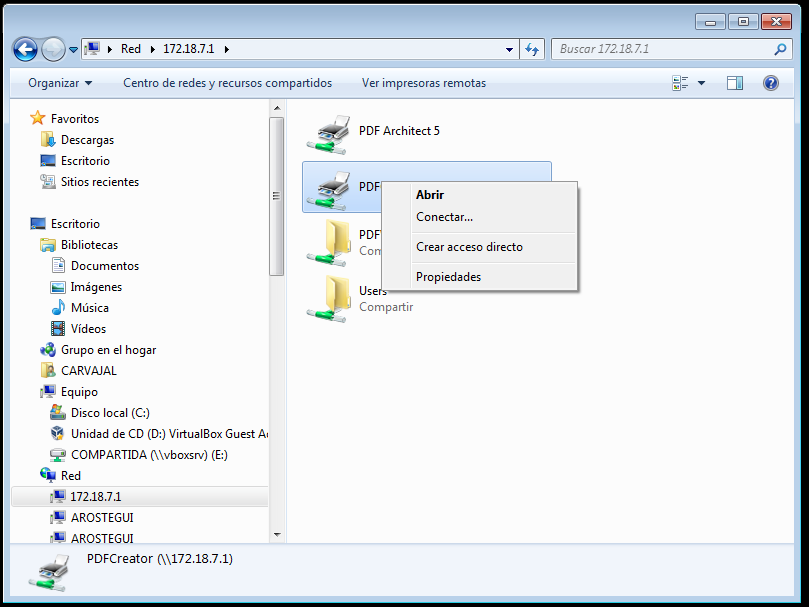 Red 172.18.7.1
Buscar 172.18.7.1
Organizar Centro de redes y recursos compartidos Ver impresoras remotas
Favoritos
Descargas
Escritorio
Sitios recientes
Escritorio
Bibliotecas
Documentos
Imágenes
Música
Vídeos
Grupo en el hogar
CARVAJAL
Equipo
Disco local (C:)
Unidad de CD (D:) VirtualBox Guest
COMPARTIDA (\\vboxsrv) (E:)
Red
172.18.7.1
AROSTEGUI
AROSTEGUI
PDF Architect 5
Users
Compartir
Abrir
Conectar...
Crear acceso directo
Propiedades
PDFCreator (\\172.18.7.1)